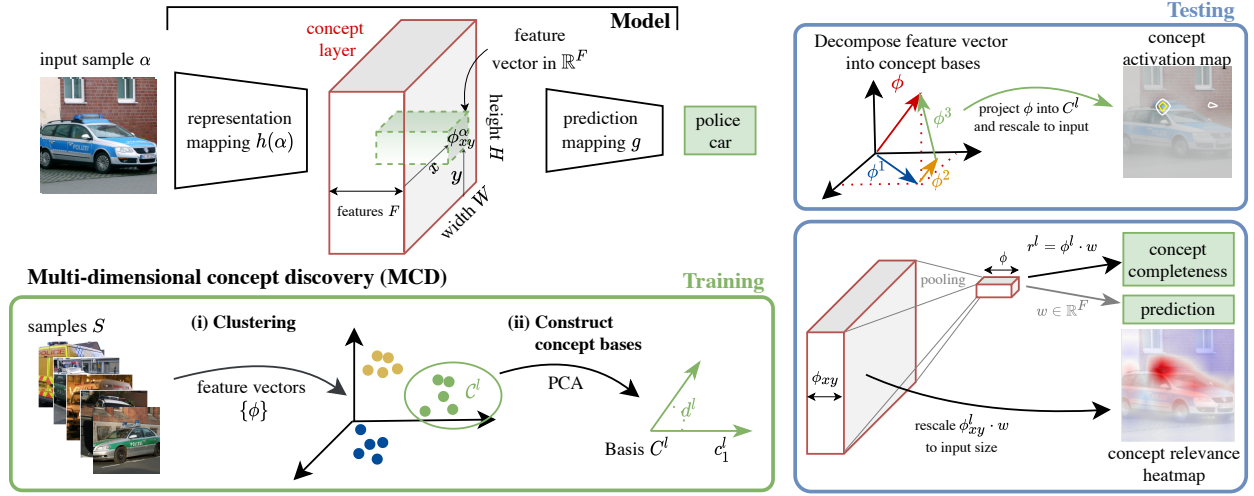 Model
input sample α
representation
mapping h(α)
concept
layer
feature
vector in ℝ^F
height H
ϕ^α_xy
x
y
features F
width W
prediction
mapping g
police
car
Multi-dimensional concept discovery (MCD)
Training
samples S
POLICE
POLIZEI
(i) Clustering
feature vectors
{ϕ}
𝒞^l
(ii) Construct
concept bases
PCA
d^l
Basis C^l
c^l_1
Testing
Decompose feature vector
into concept bases
ϕ
ϕ^3
ϕ^1
ϕ^2
project ϕ into C^l
and rescale to input
concept
activation map
ϕ_xy
pooling
ϕ
r^l = ϕ^l · w
w ∈ ℝ^F
concept
completeness
prediction
rescale ϕ^l_xy · w
to input size
concept relevance
heatmap